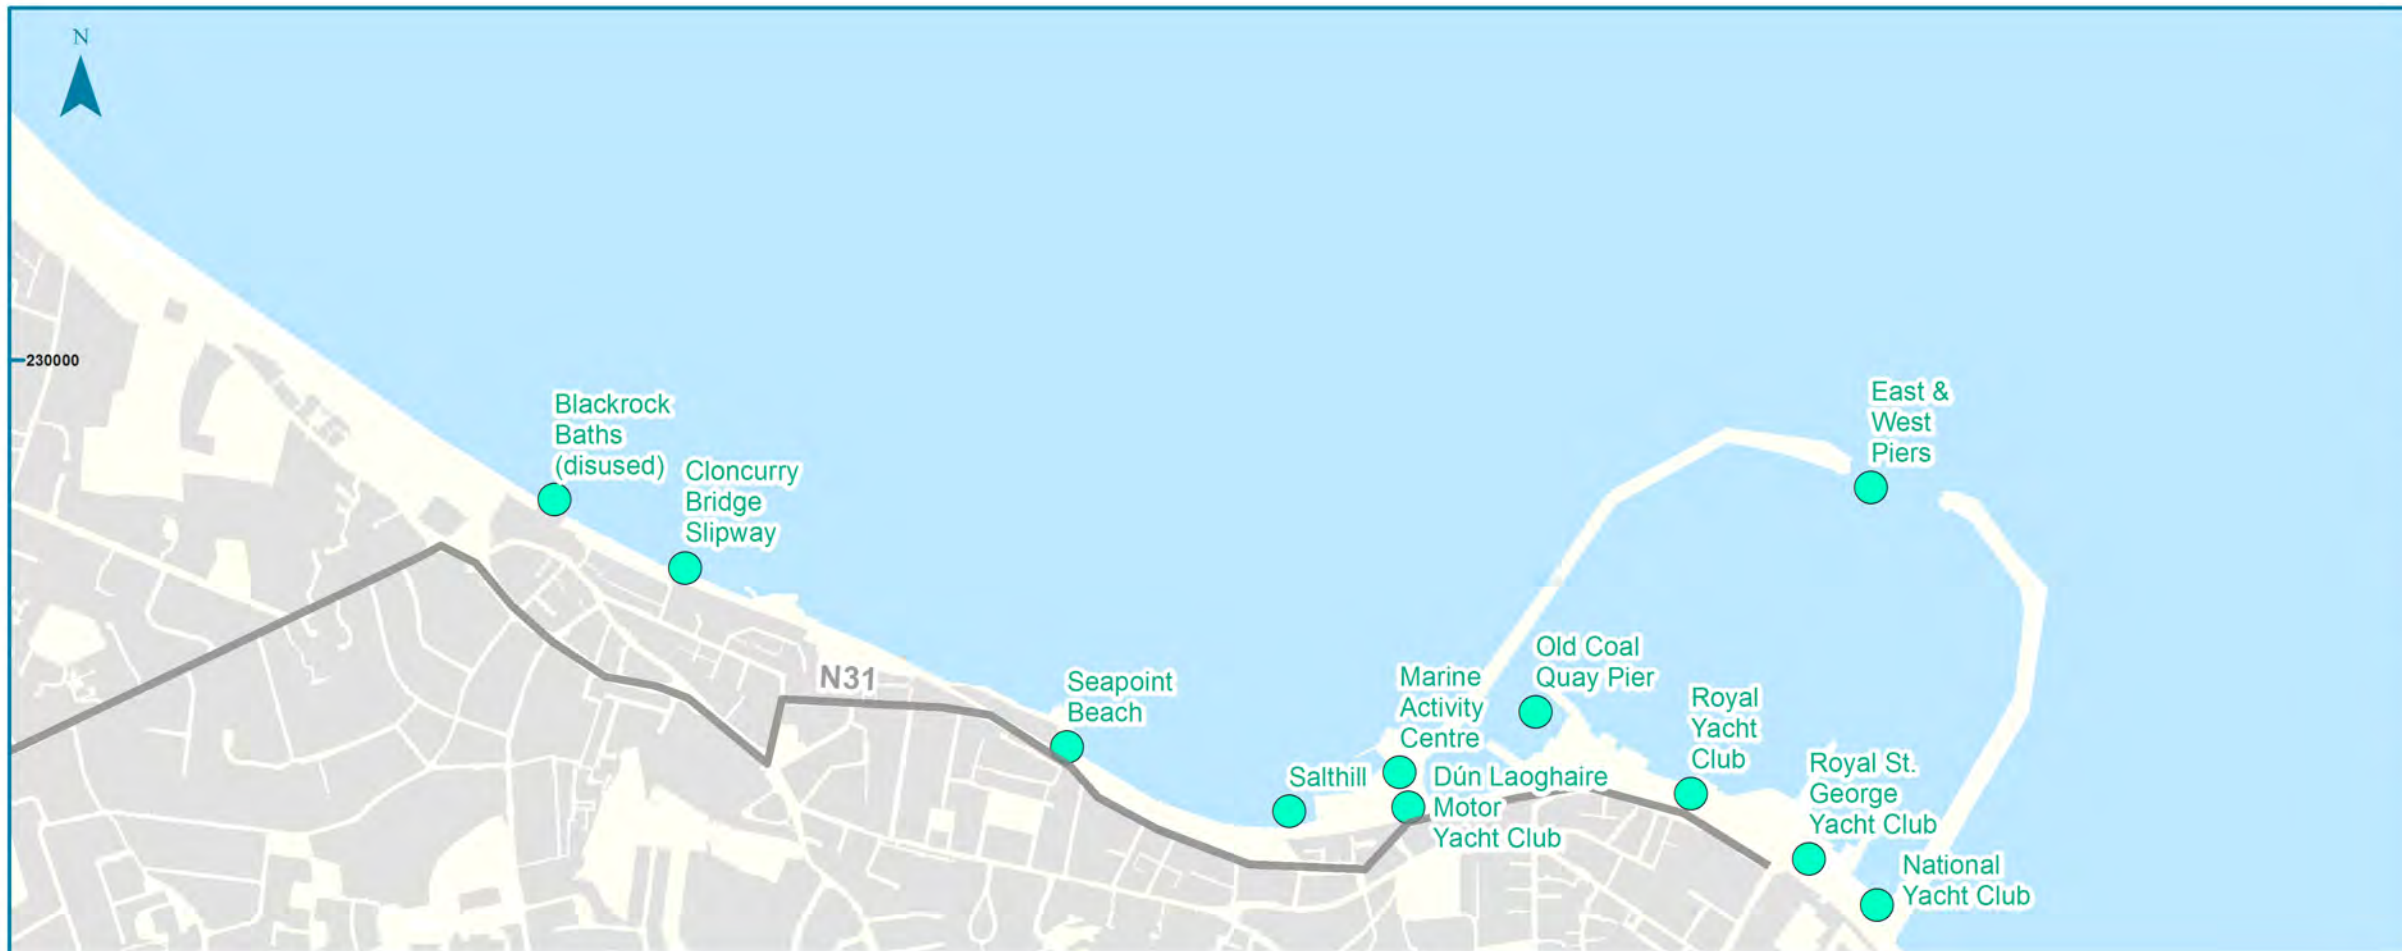 N
230000
Blackrock
Baths
(disused)
Cloncurry
Bridge
Slipway
N31
Seapoint
Beach
Salthill
Marine
Activity
Centre
Dún Laoghaire
Motor
Yacht Club
Old Coal
Quay Pier
Royal
Yacht
Club
East &
West
Piers
Royal St.
George
Yacht Club
National
Yacht Club